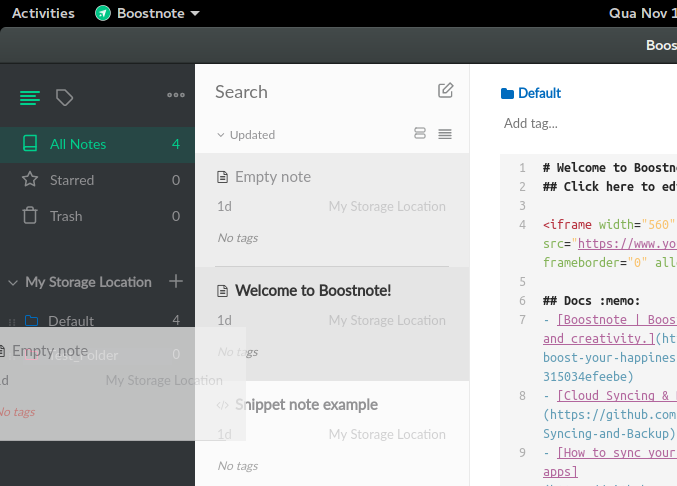 Activities Boostnote Qua Nov 1
Boos
All Notes 4
Starred 0
Trash 0
My Storage Location
Default 4
Test_Folder 0
Empty note
1d My Storage Location
No tags
Search
Updated
Empty note
1d My Storage Location
No tags
Welcome to Boostnote!
1d My Storage Location
No tags
Snippet note example
1d My Storage Location
No tags
Default
Add tag...
1 # Welcome to Boostn
2 ## Click here to ed
3
4 <iframe width="560"
src="https://www.yo
frameborder="0" all
5
6 ## Docs :memo:
7 - [Boostnote | Boos
and creativity.](ht
boost-your-happines
315034efeebe)
8 - [Cloud Syncing & 
(https://github.com
Syncing-and-Backup)
9 - [How to sync your
apps]